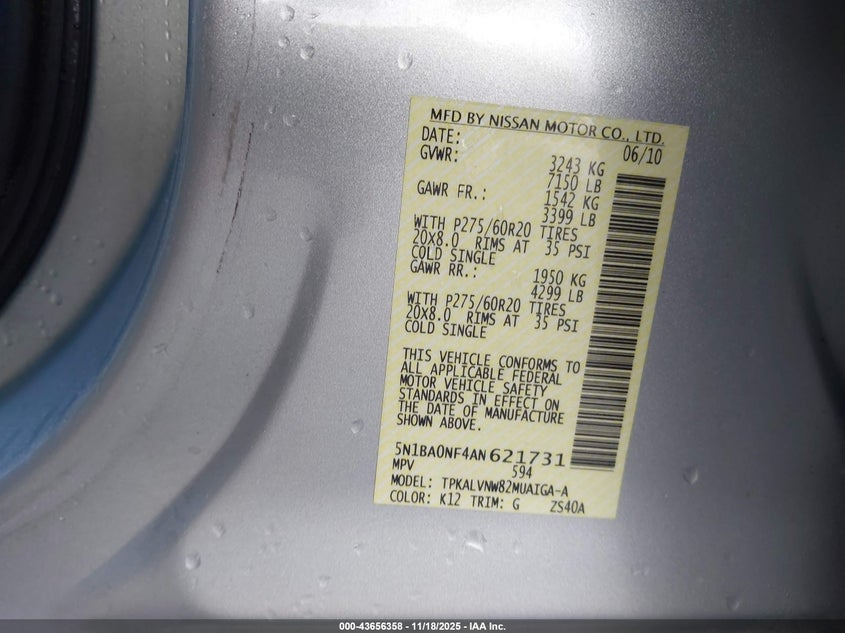 MFD BY NISSAN MOTOR CO., LTD.
DATE: 06/10
GVWR: 3243 KG
7150 LB
GAWR FR.: 1542 KG
3399 LB
WITH P275/60R20 TIRES
20X8.0 RIMS AT 35 PSI
COLD SINGLE
GAWR RR.: 1950 KG
4299 LB
WITH P275/60R20 TIRES
20X8.0 RIMS AT 35 PSI
COLD SINGLE
THIS VEHICLE CONFORMS TO
ALL APPLICABLE FEDERAL
MOTOR VEHICLE SAFETY
STANDARDS IN EFFECT ON
THE DATE OF MANUFACTURE
SHOWN ABOVE.
5N1BA0NF4AN621731
MPV 594
MODEL: TPKALVNW82MUAIGA-A
COLOR: K12 TRIM: G ZS40A
000-43656358 - 11/18/2025 - IAA Inc.